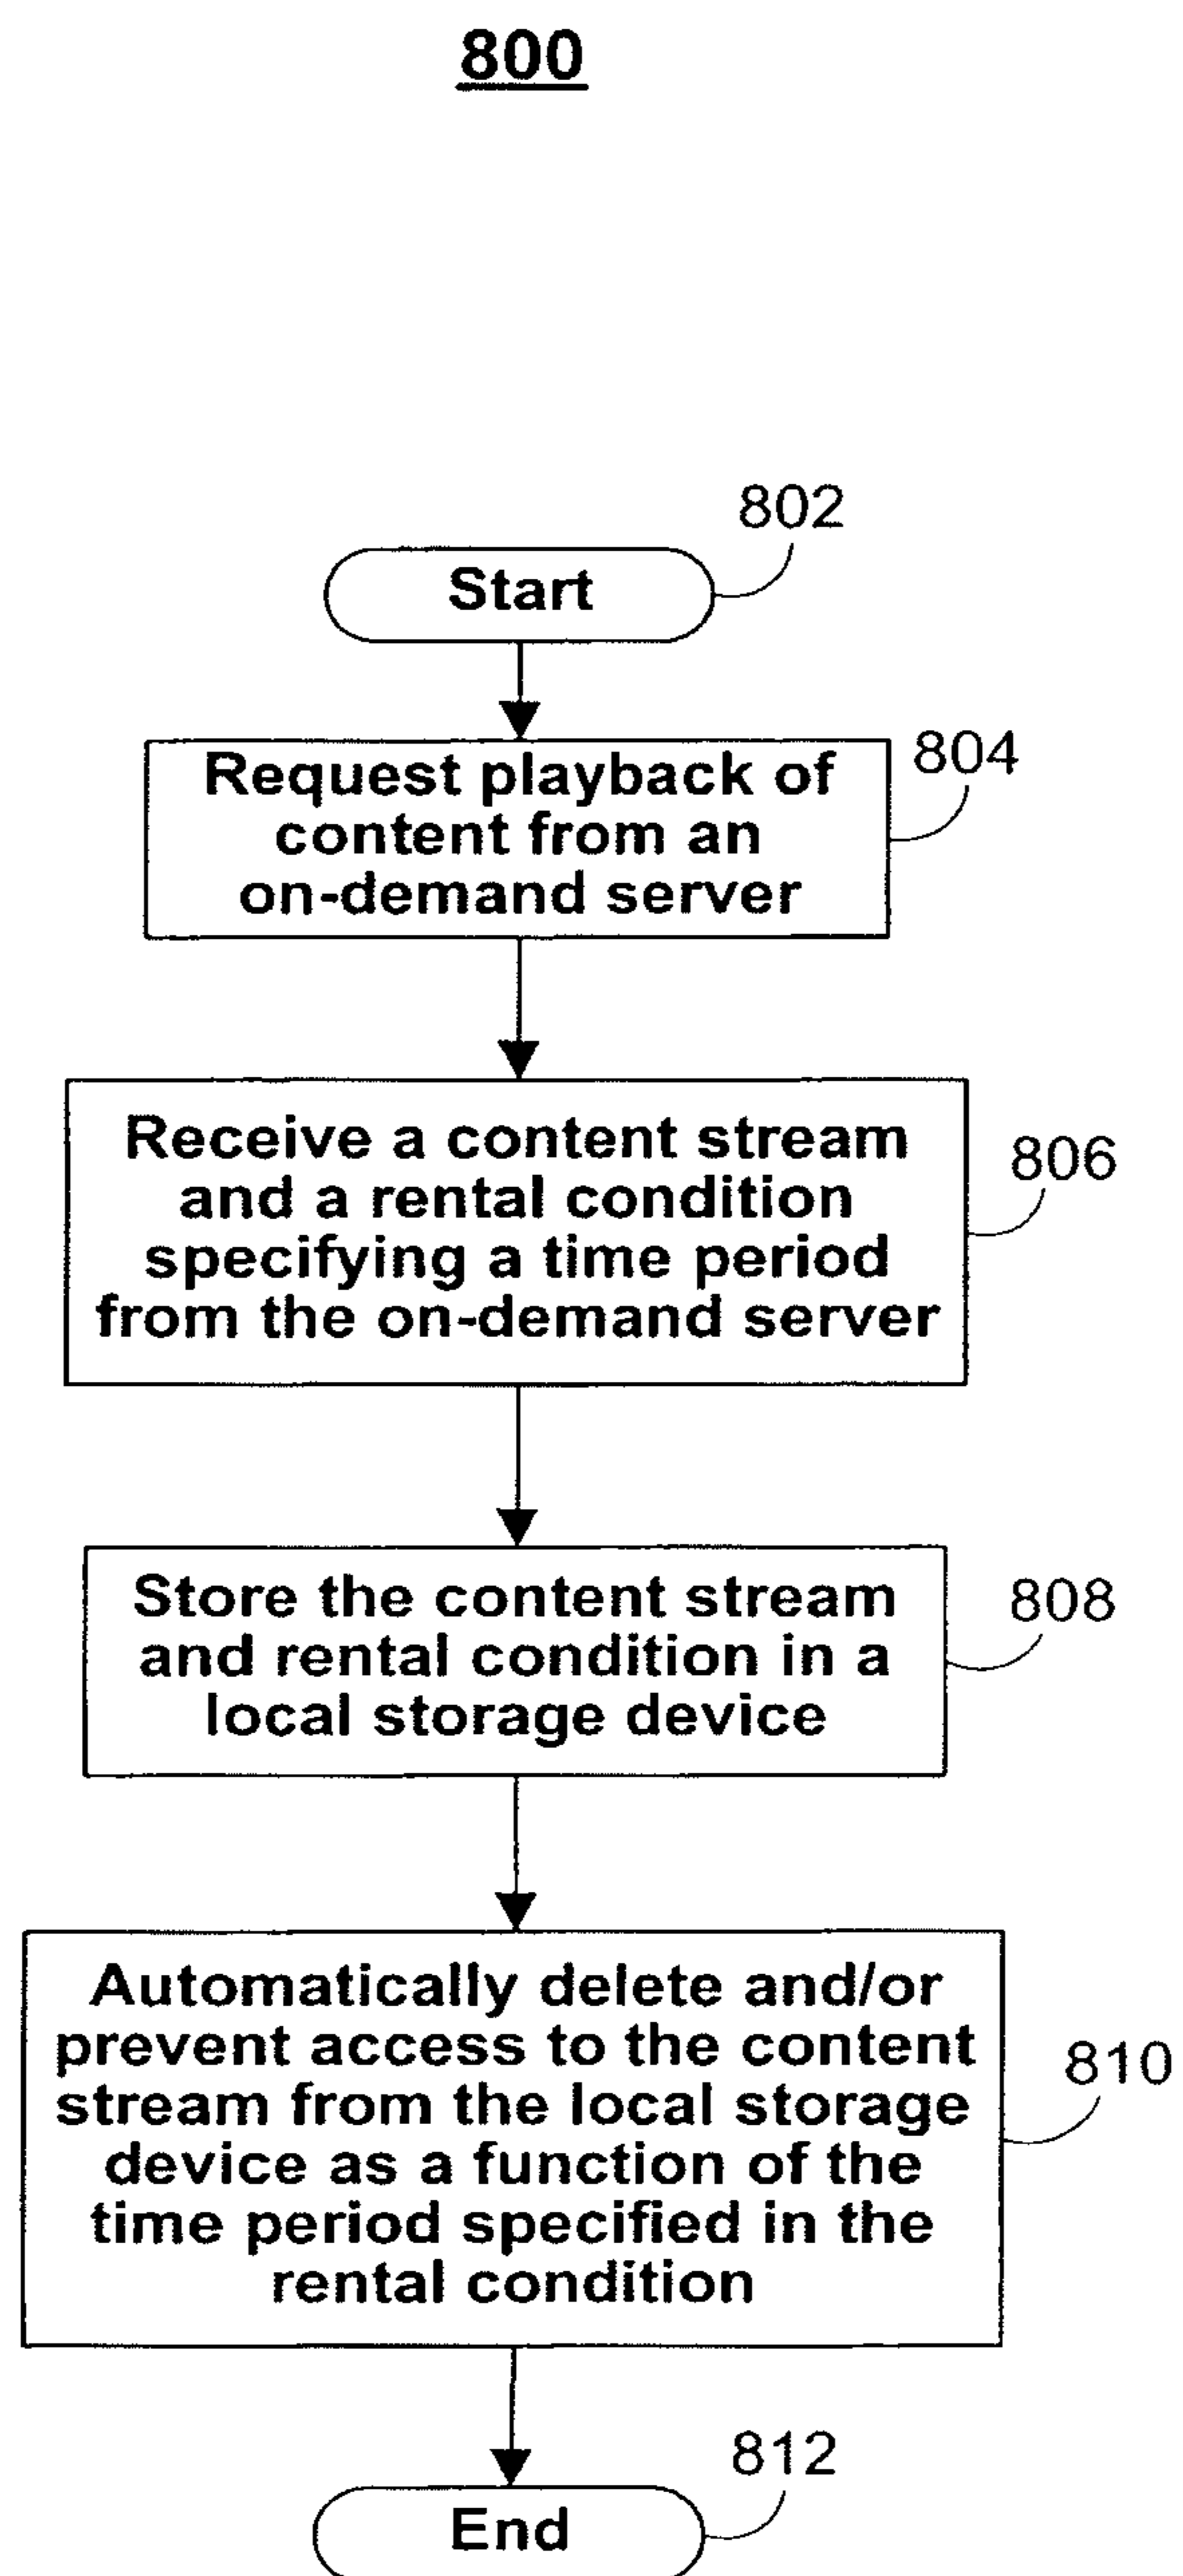 800
802
Start
804
Request playback of
content from an
on-demand server
806
Receive a content stream
and a rental condition
specifying a time period
from the on-demand server
808
Store the content stream
and rental condition in a
local storage device
810
Automatically delete and/or
prevent access to the content
stream from the local storage
device as a function of the
time period specified in the
rental condition
812
End